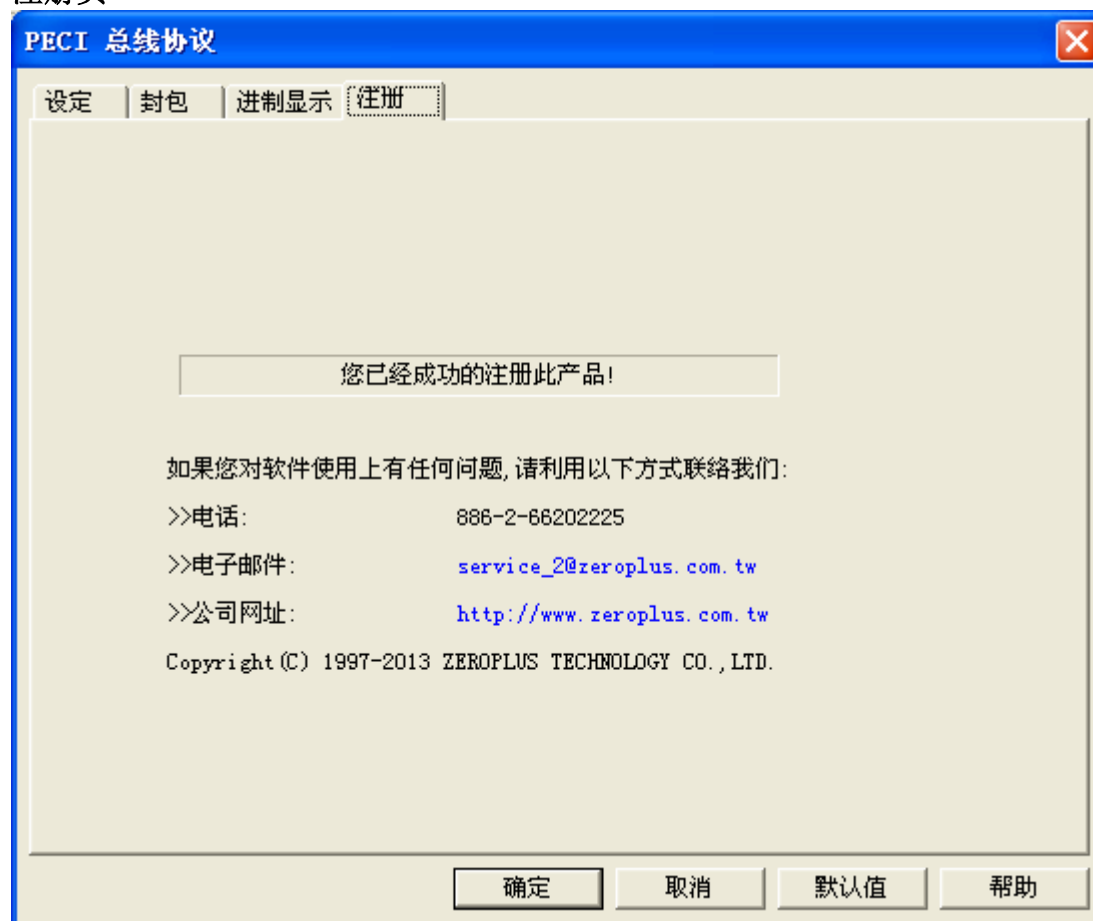 PECI 总线协议
设定 封包 进制显示 注册
您已经成功的注册此产品!
如果您对软件使用上有任何问题,请利用以下方式联络我们:
>>电话: 886-2-66202225
>>电子邮件: service_2@zeroplus.com.tw
>>公司网址: http://www.zeroplus.com.tw
Copyright(C) 1997-2013 ZEROPLUS TECHNOLOGY CO.,LTD.
确定 取消 默认值 帮助